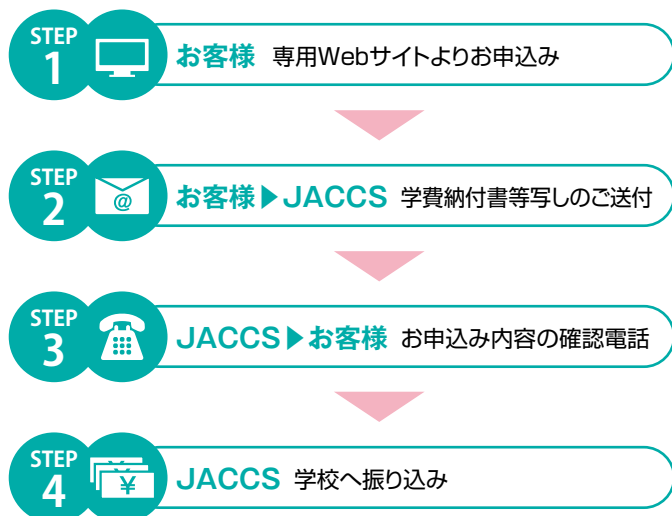 STEP
1
お客様 専用Webサイトよりお申込み
STEP
2
@
お客様▶JACCS 学費納付書等写しのご送付
STEP
3
JACCS▶お客様 お申込み内容の確認電話
STEP
4
¥
JACCS 学校へ振り込み